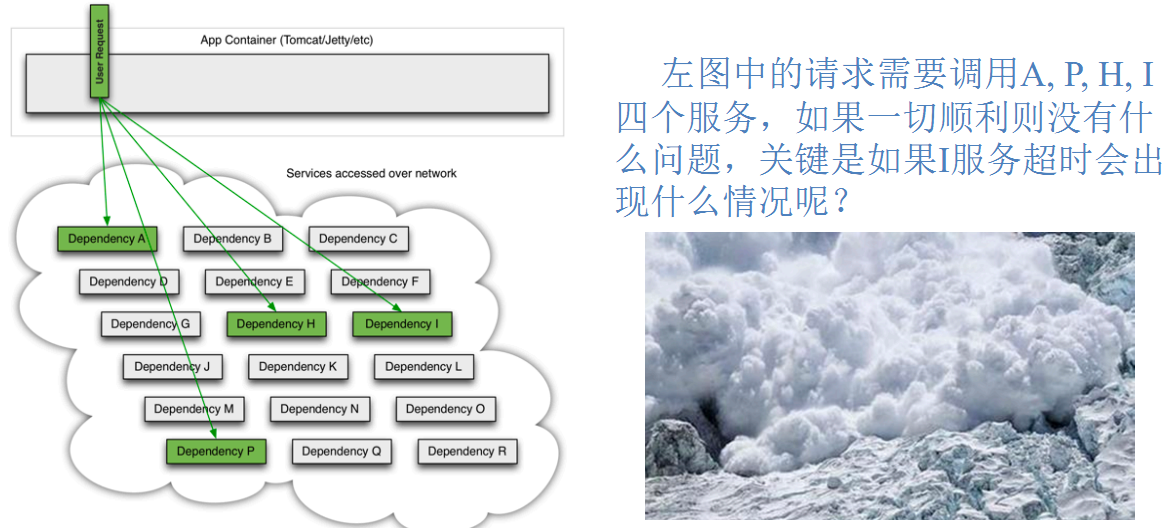 User Request
App Container (Tomcat/Jetty/etc)
Services accessed over network
Dependency A
Dependency B
Dependency C
Dependency D
Dependency E
Dependency F
Dependency G
Dependency H
Dependency I
Dependency J
Dependency K
Dependency L
Dependency M
Dependency N
Dependency O
Dependency P
Dependency Q
Dependency R
左图中的请求需要调用A, P, H, I
四个服务，如果一切顺利则没有什
么问题，关键是如果I服务超时会出
现什么情况呢？